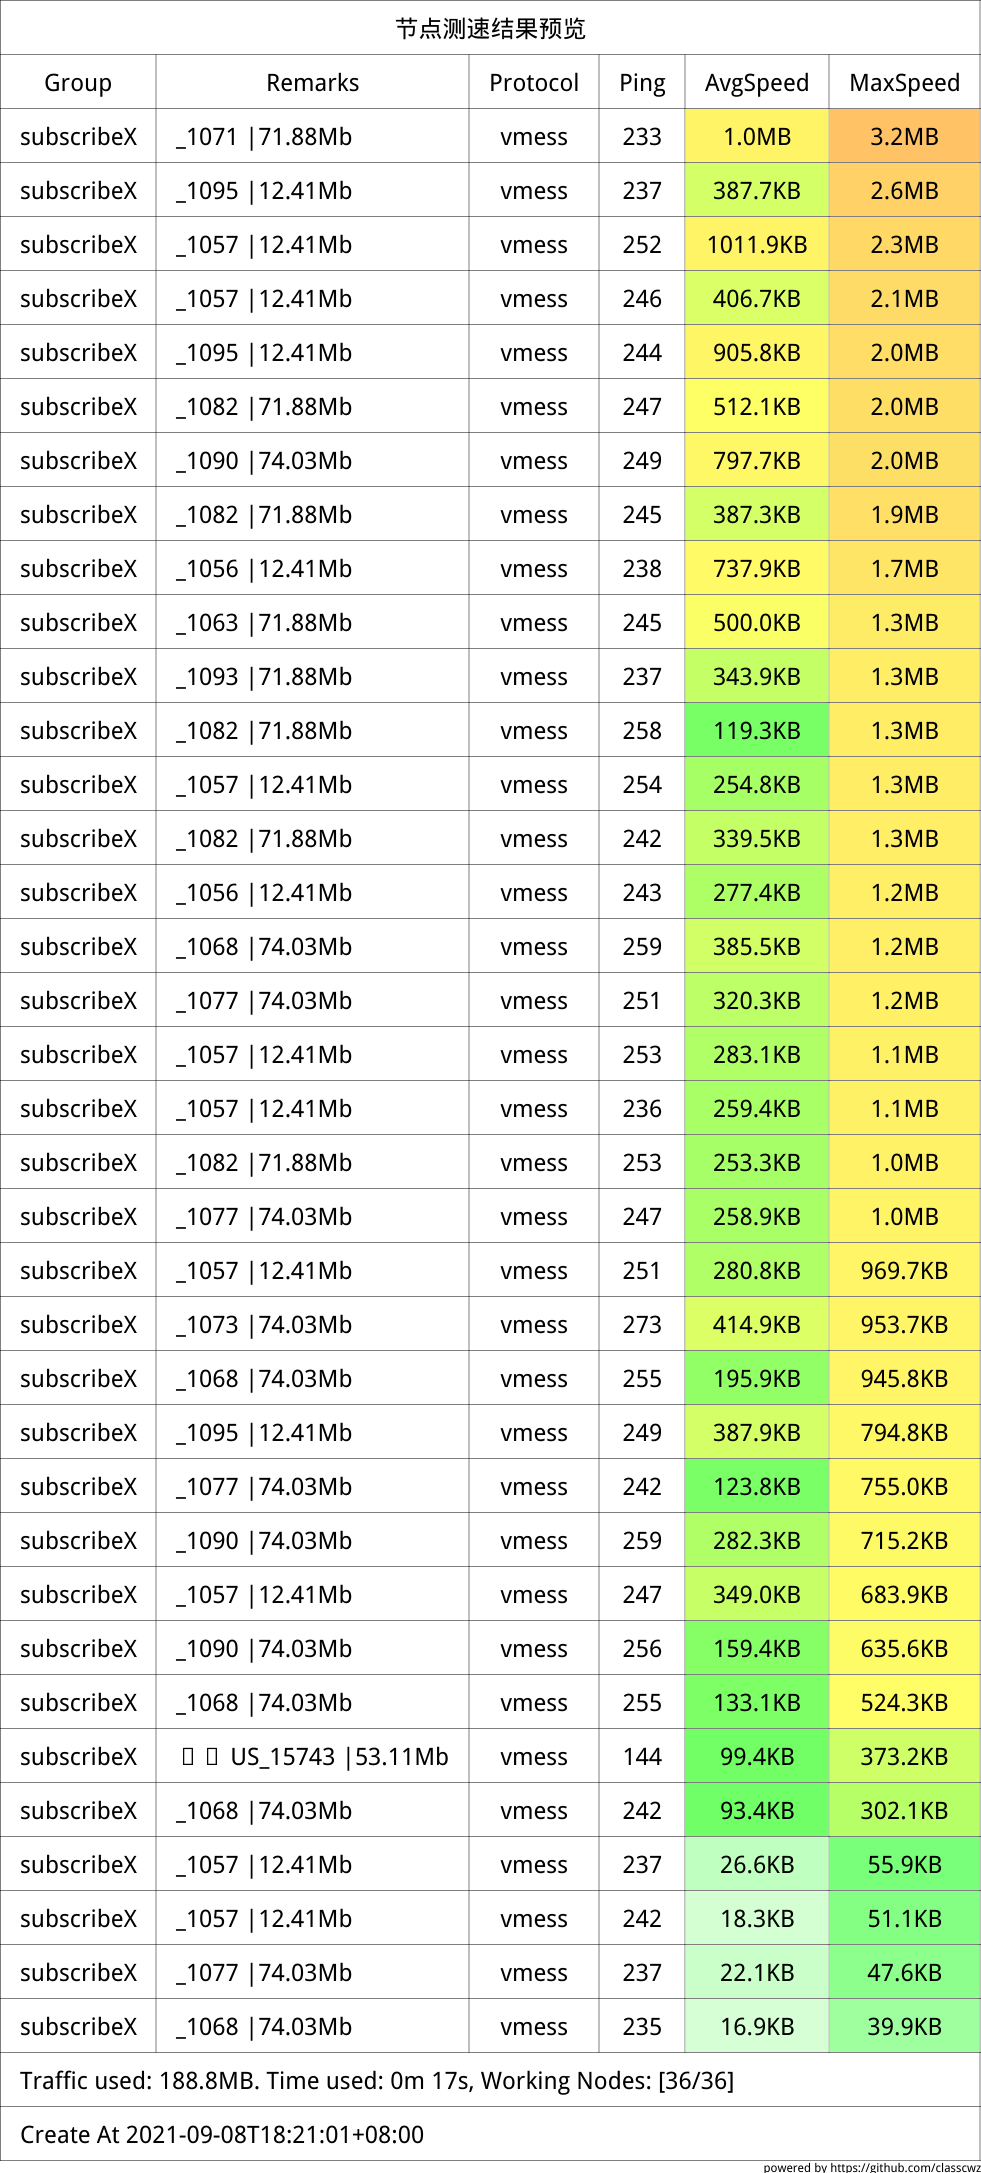 节点测速结果预览
Group Remarks Protocol Ping AvgSpeed MaxSpeed
subscribeX _1071 |71.88Mb vmess 233 1.0MB 3.2MB
subscribeX _1095 |12.41Mb vmess 237 387.7KB 2.6MB
subscribeX _1057 |12.41Mb vmess 252 1011.9KB 2.3MB
subscribeX _1057 |12.41Mb vmess 246 406.7KB 2.1MB
subscribeX _1095 |12.41Mb vmess 244 905.8KB 2.0MB
subscribeX _1082 |71.88Mb vmess 247 512.1KB 2.0MB
subscribeX _1090 |74.03Mb vmess 249 797.7KB 2.0MB
subscribeX _1082 |71.88Mb vmess 245 387.3KB 1.9MB
subscribeX _1056 |12.41Mb vmess 238 737.9KB 1.7MB
subscribeX _1063 |71.88Mb vmess 245 500.0KB 1.3MB
subscribeX _1093 |71.88Mb vmess 237 343.9KB 1.3MB
subscribeX _1082 |71.88Mb vmess 258 119.3KB 1.3MB
subscribeX _1057 |12.41Mb vmess 254 254.8KB 1.3MB
subscribeX _1082 |71.88Mb vmess 242 339.5KB 1.3MB
subscribeX _1056 |12.41Mb vmess 243 277.4KB 1.2MB
subscribeX _1068 |74.03Mb vmess 259 385.5KB 1.2MB
subscribeX _1077 |74.03Mb vmess 251 320.3KB 1.2MB
subscribeX _1057 |12.41Mb vmess 253 283.1KB 1.1MB
subscribeX _1057 |12.41Mb vmess 236 259.4KB 1.1MB
subscribeX _1082 |71.88Mb vmess 253 253.3KB 1.0MB
subscribeX _1077 |74.03Mb vmess 247 258.9KB 1.0MB
subscribeX _1057 |12.41Mb vmess 251 280.8KB 969.7KB
subscribeX _1073 |74.03Mb vmess 273 414.9KB 953.7KB
subscribeX _1068 |74.03Mb vmess 255 195.9KB 945.8KB
subscribeX _1095 |12.41Mb vmess 249 387.9KB 794.8KB
subscribeX _1077 |74.03Mb vmess 242 123.8KB 755.0KB
subscribeX _1090 |74.03Mb vmess 259 282.3KB 715.2KB
subscribeX _1057 |12.41Mb vmess 247 349.0KB 683.9KB
subscribeX _1090 |74.03Mb vmess 256 159.4KB 635.6KB
subscribeX _1068 |74.03Mb vmess 255 133.1KB 524.3KB
subscribeX US_15743 |53.11Mb vmess 144 99.4KB 373.2KB
subscribeX _1068 |74.03Mb vmess 242 93.4KB 302.1KB
subscribeX _1057 |12.41Mb vmess 237 26.6KB 55.9KB
subscribeX _1057 |12.41Mb vmess 242 18.3KB 51.1KB
subscribeX _1077 |74.03Mb vmess 237 22.1KB 47.6KB
subscribeX _1068 |74.03Mb vmess 235 16.9KB 39.9KB
Traffic used: 188.8MB. Time used: 0m 17s, Working Nodes: [36/36]
Create At 2021-09-08T18:21:01+08:00
powered by https://github.com/classcwz